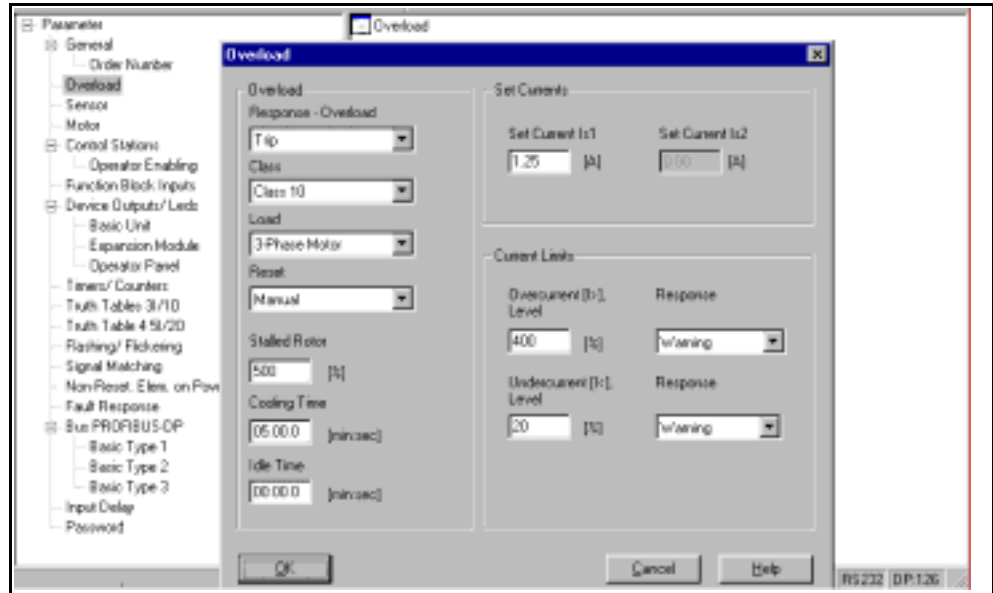 Parameter
General
Order Number
Overload
Sensor
Motor
Control Stations
Operator Enabling
Function Block Inputs
Device Outputs/ Leds
Basic Unit
Expansion Module
Operator Panel
Timers/ Counters
Truth Tables 3I/1O
Truth Table 4 5I/2O
Flashing/ Flickering
Signal Matching
Non-Reset. Elem. on Pow
Fault Response
Bus PROFIBUS-DP
Basic Type 1
Basic Type 2
Basic Type 3
Input Delay
Password
Overload
Overload
Overload
Response - Overload
Trip
Class
Class 10
Load
3-Phase Motor
Reset
Manual
Stalled Rotor
500 [%]
Cooling Time
05:00.0 [min:sec]
Idle Time
00:00.0 [min:sec]
Set Currents
Set Current Is1 Set Current Is2
1.25 [A] 0.00 [A]
Current Limits
Overcurrent [I>], Response
Level
400 [%] Warning
Undercurrent [I<], Response
Level
20 [%] Warning
OK Cancel Help
RS232 DP:126